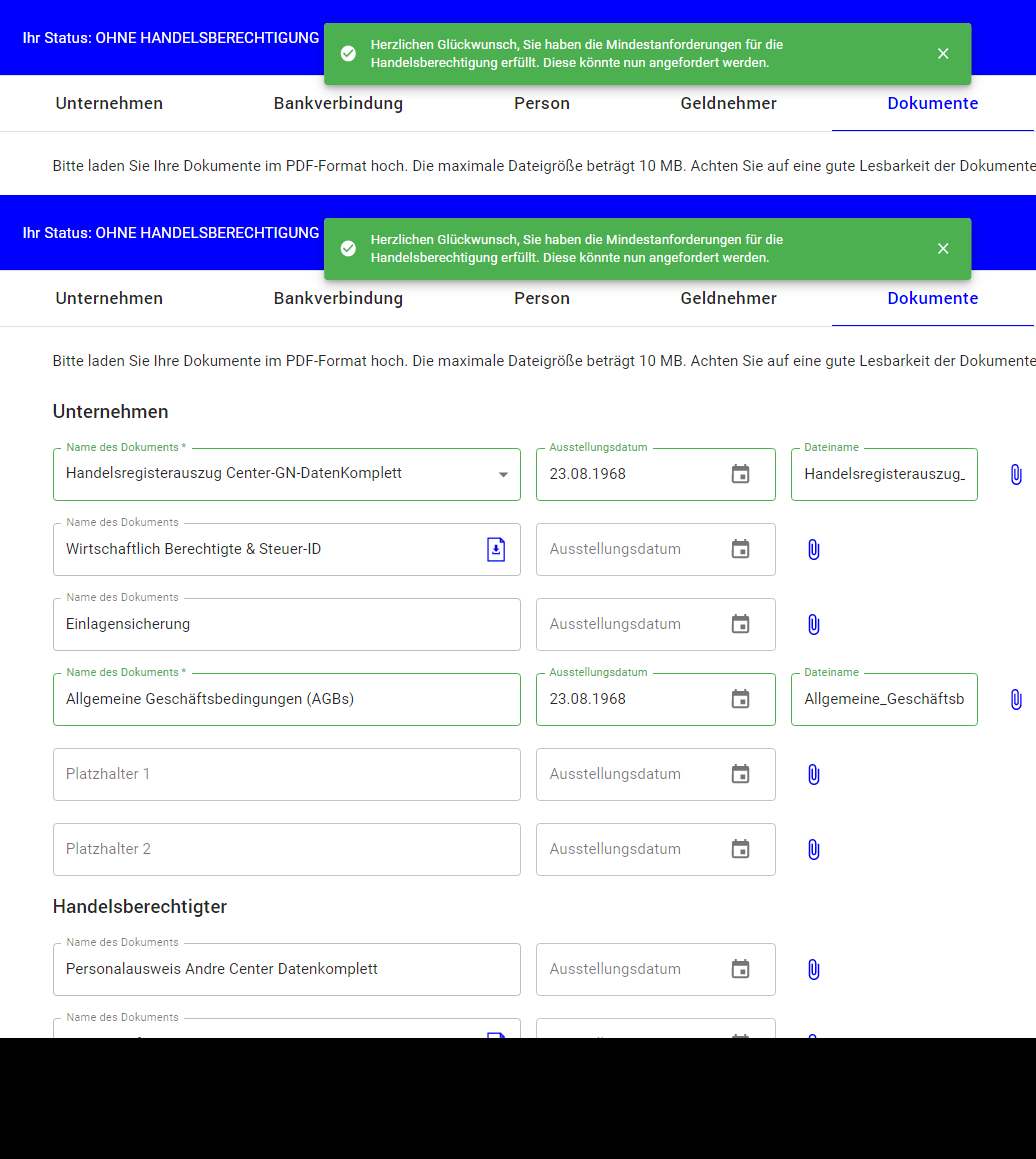 Ihr Status: OHNE HANDELSBERECHTIGUNG
Herzlichen Glückwunsch, Sie haben die Mindestanforderungen für die
Handelsberechtigung erfüllt. Diese könnte nun angefordert werden.
Unternehmen Bankverbindung Person Geldnehmer Dokumente
Bitte laden Sie Ihre Dokumente im PDF-Format hoch. Die maximale Dateigröße beträgt 10 MB. Achten Sie auf eine gute Lesbarkeit der Dokumente
Ihr Status: OHNE HANDELSBERECHTIGUNG
Herzlichen Glückwunsch, Sie haben die Mindestanforderungen für die
Handelsberechtigung erfüllt. Diese könnte nun angefordert werden.
Unternehmen Bankverbindung Person Geldnehmer Dokumente
Bitte laden Sie Ihre Dokumente im PDF-Format hoch. Die maximale Dateigröße beträgt 10 MB. Achten Sie auf eine gute Lesbarkeit der Dokumente
Unternehmen
Name des Dokuments * Ausstellungsdatum Dateiname
Handelsregisterauszug Center-GN-DatenKomplett 23.08.1968 Handelsregisterauszug_
Name des Dokuments
Wirtschaftlich Berechtigte & Steuer-ID Ausstellungsdatum
Name des Dokuments
Einlagensicherung Ausstellungsdatum
Name des Dokuments * Ausstellungsdatum Dateiname
Allgemeine Geschäftsbedingungen (AGBs) 23.08.1968 Allgemeine_Geschäftsb
Platzhalter 1 Ausstellungsdatum
Platzhalter 2 Ausstellungsdatum
Handelsberechtigter
Name des Dokuments
Personalausweis Andre Center Datenkomplett Ausstellungsdatum
Name des Dokuments